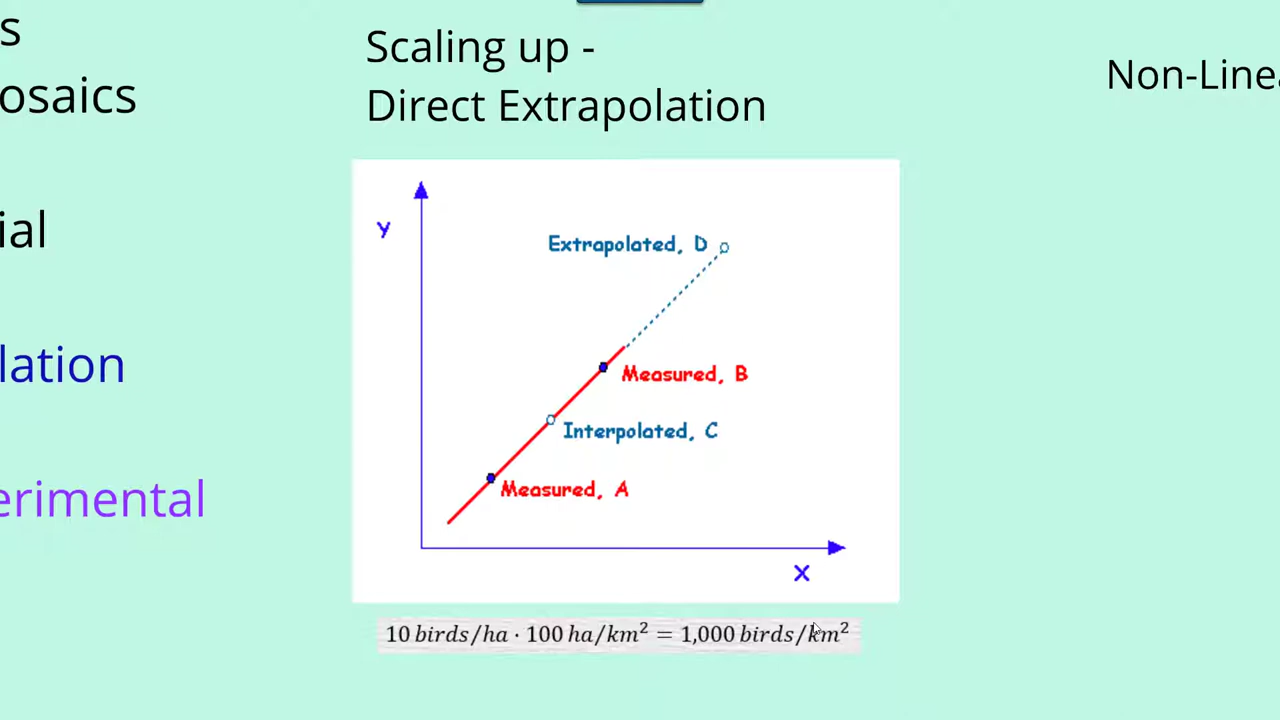 s
osaics
ial
lation
erimental
Scaling up -
Direct Extrapolation
Y
Extrapolated, D
Measured, B
Interpolated, C
Measured, A
X
10 birds/ha · 100 ha/km² = 1,000 birds/km²
Non-Linea